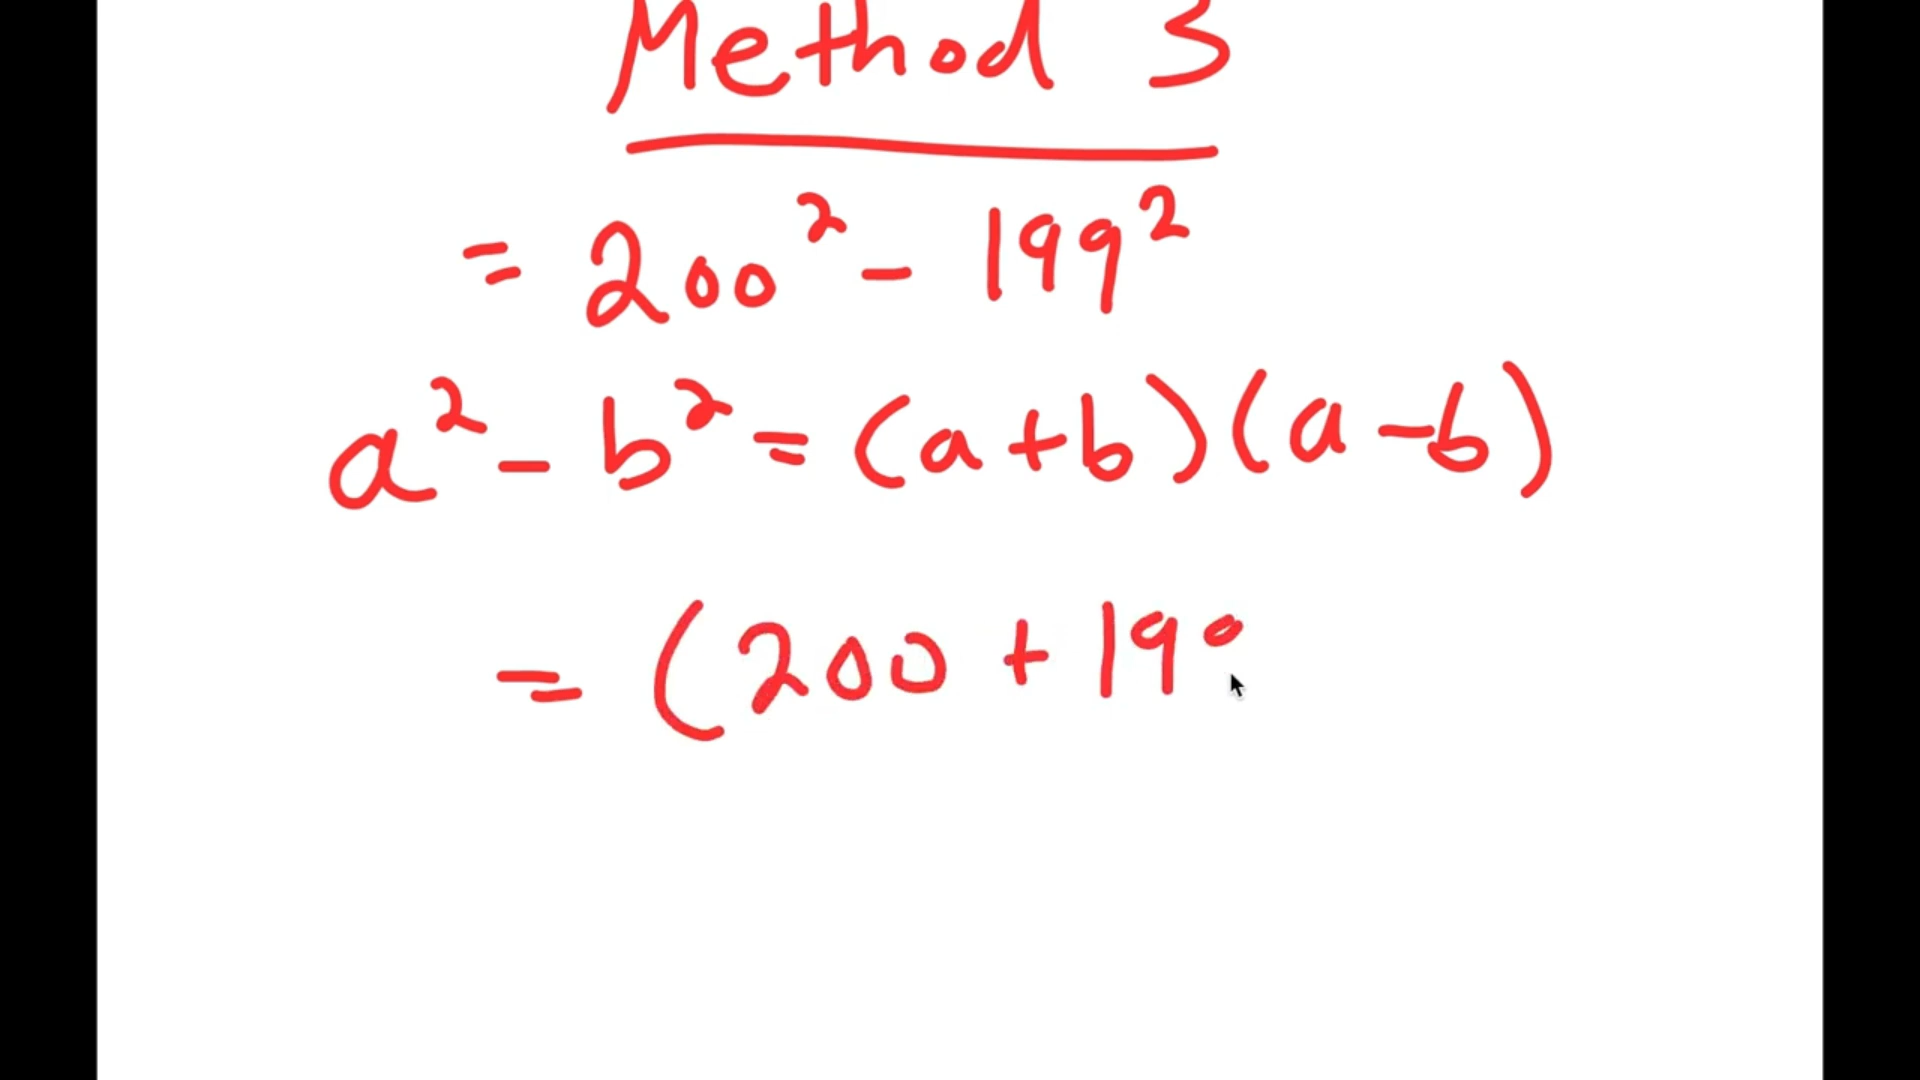 Method 3
= 200² - 199²
a² - b² = (a+b)(a-b)
= (200 + 19